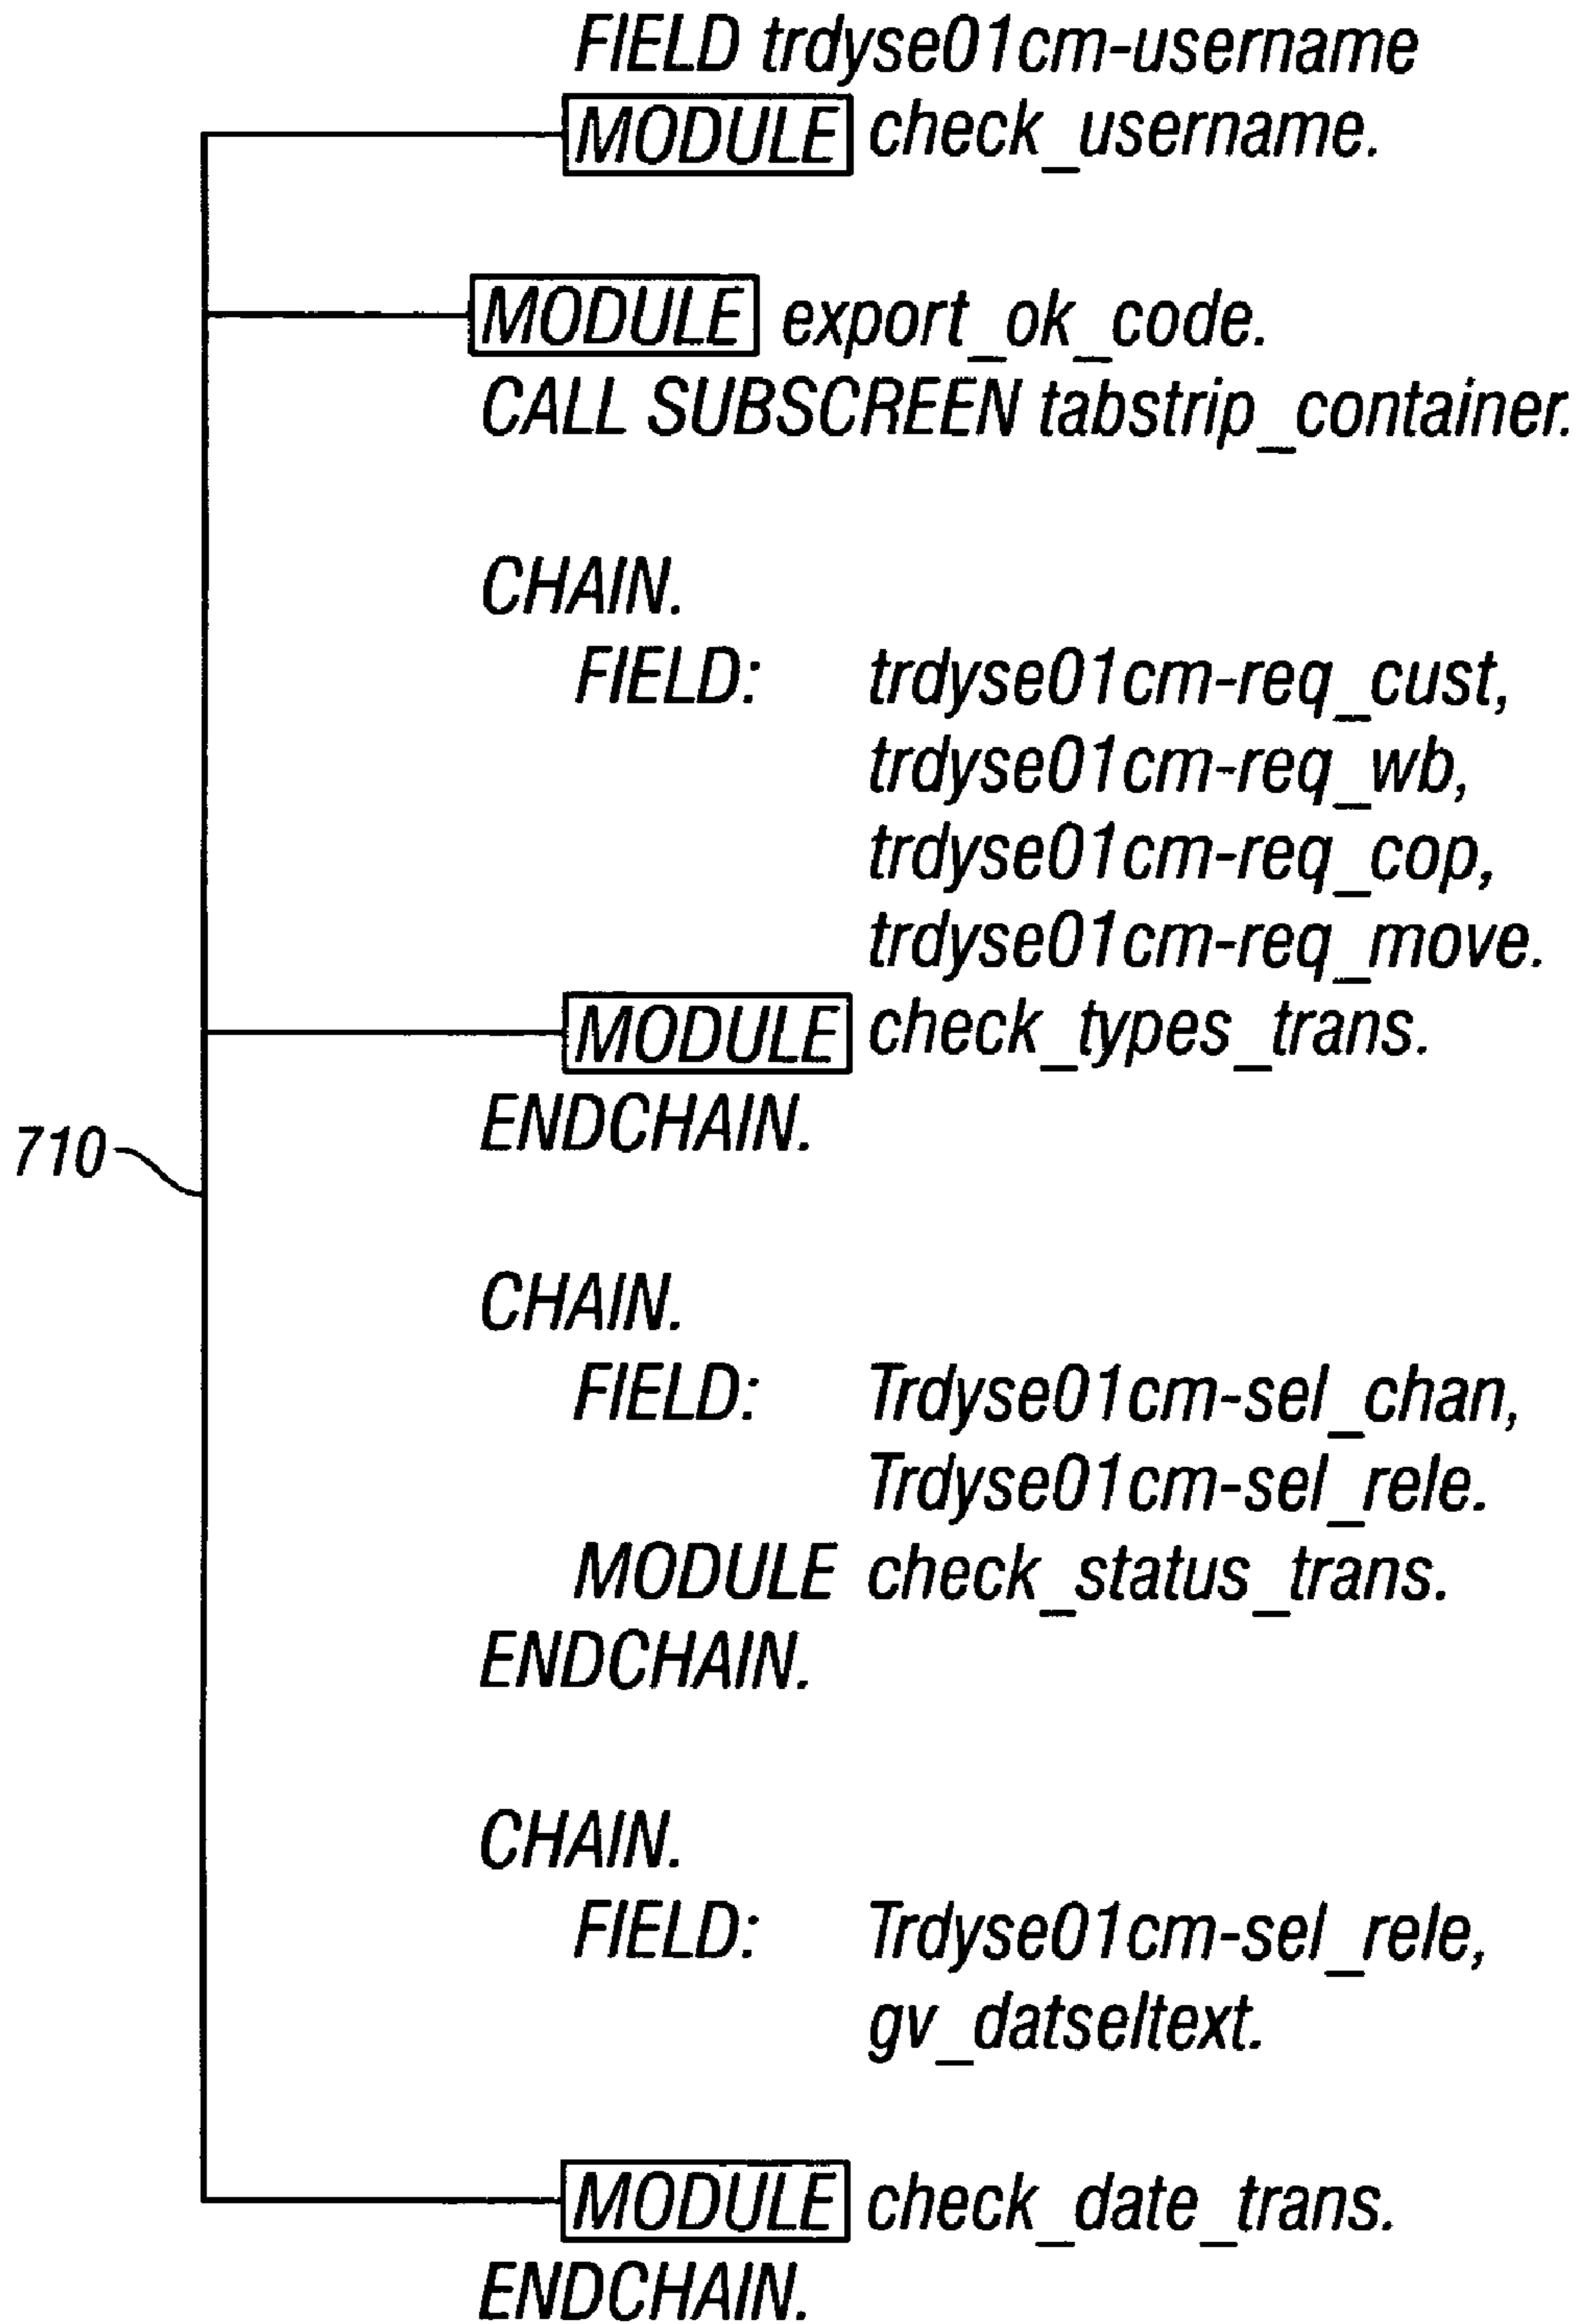 FIELD trdyse01cm-username
MODULE check_username.
MODULE export_ok_code.
CALL SUBSCREEN tabstrip_container.
CHAIN.
FIELD: trdyse01cm-req_cust,
trdyse01cm-req_wb,
trdyse01cm-req_cop,
trdyse01cm-req_move.
MODULE check_types_trans.
ENDCHAIN.
710
CHAIN.
FIELD: Trdyse01cm-sel_chan,
Trdyse01cm-sel_rele.
MODULE check_status_trans.
ENDCHAIN.
CHAIN.
FIELD: Trdyse01cm-sel_rele,
gv_datseltext.
MODULE check_date_trans.
ENDCHAIN.